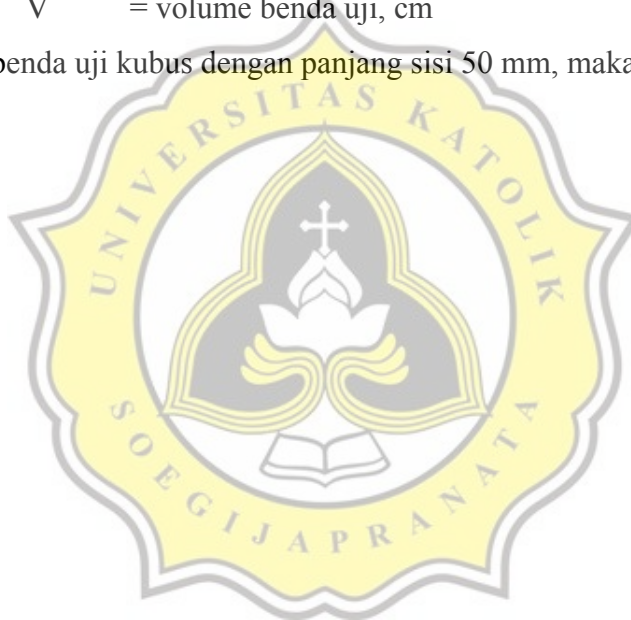 V = volume benda uji, cm
benda uji kubus dengan panjang sisi 50 mm, maka
UNIVERSITAS KATOLIK
SOEGIJAPRANATA